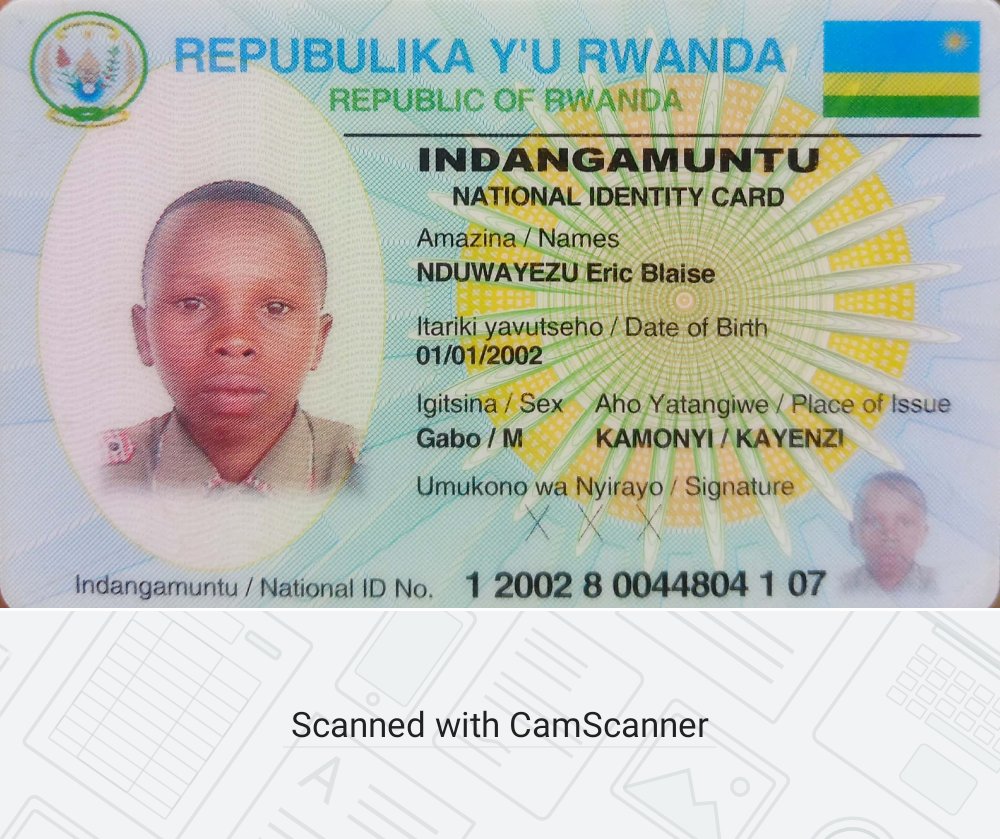 REPUBULIKA Y'U RWANDA
REPUBLIC OF RWANDA
INDANGAMUNTU
NATIONAL IDENTITY CARD
Amazina / Names
NDUWAYEZU Eric Blaise
Itariki yavutseho / Date of Birth
01/01/2002
Igitsina / Sex Aho Yatangiwe / Place of Issue
Gabo / M KAMONYI / KAYENZI
Umukono wa Nyirayo / Signature
X X X
Indangamuntu / National ID No. 1 2002 8 0044804 1 07
Scanned with CamScanner